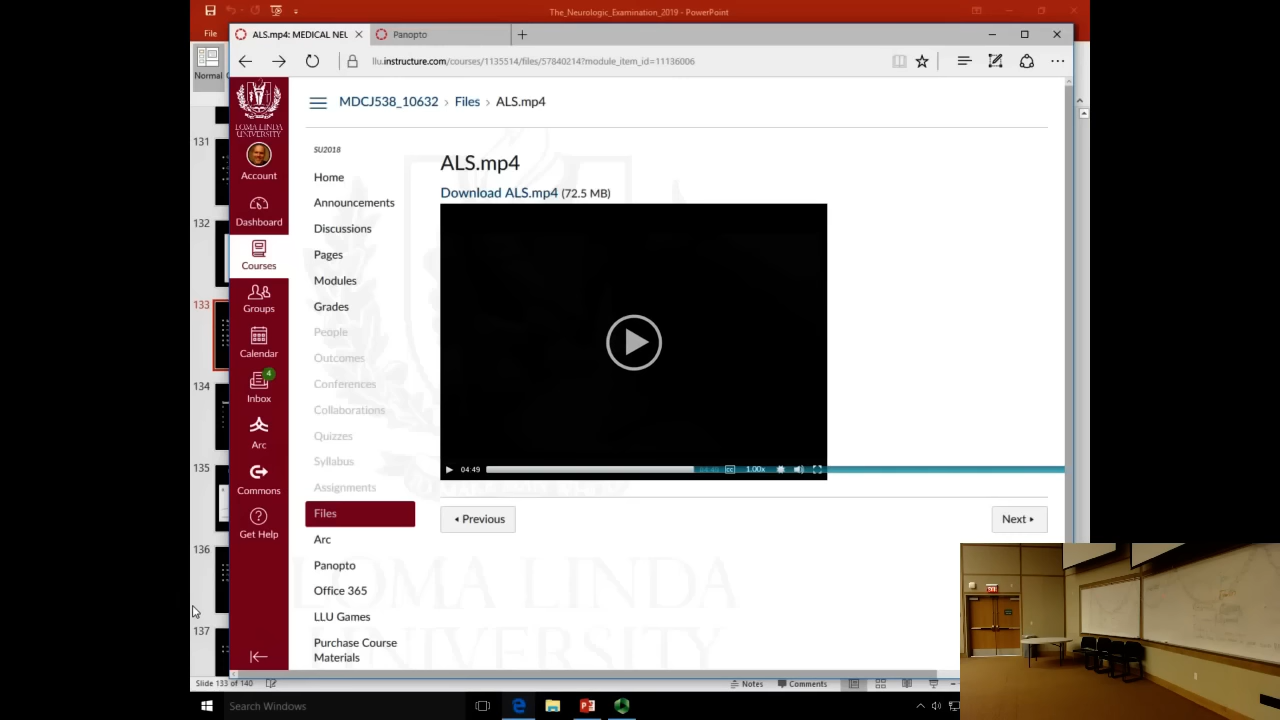 The_Neurologic_Examination_2019 - PowerPoint
File
ALS.mp4: MEDICAL NEU
Panopto
llu.instructure.com/courses/1135514/files/57840214?module_item_id=11136006
Normal
MDCJ538_10632 › Files › ALS.mp4
LOMA LINDA
UNIVERSITY
131
SU2018
ALS.mp4
Account
Home
Download ALS.mp4 (72.5 MB)
Announcements
Dashboard
132
Discussions
Pages
Courses
Modules
133
Grades
Groups
People
Outcomes
Calendar
4
Conferences
134
Inbox
Collaborations
Quizzes
Arc
Syllabus
135
04:49
1.00x
Commons
Assignments
Files
Previous
Next
Get Help
Arc
136
Panopto
Office 365
LLU Games
137
Purchase Course
Materials
LOMA LINDA
UNIVERSITY
Slide 133 of 140
Notes
Comments
Search Windows